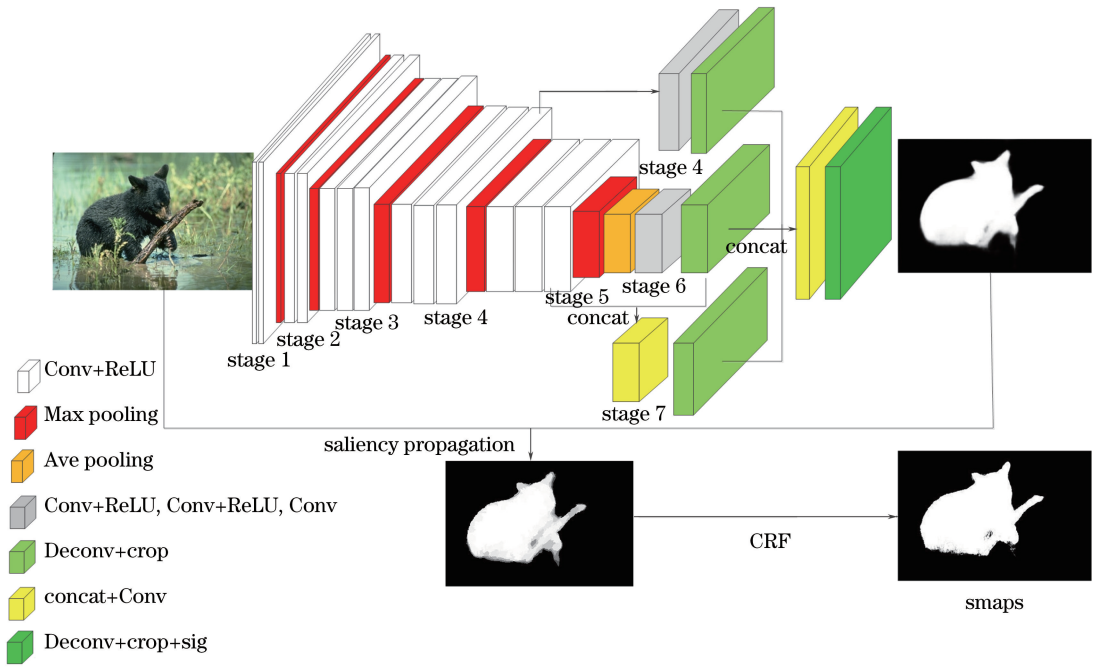 stage 4
concat
stage 5
stage 6
stage 3
stage 4
concat
stage 2
stage 1
Conv+ReLU
stage 7
Max pooling
saliency propagation
Ave pooling
Conv+ReLU, Conv+ReLU, Conv
CRF
Deconv+crop
concat+Conv
smaps
Deconv+crop+sig